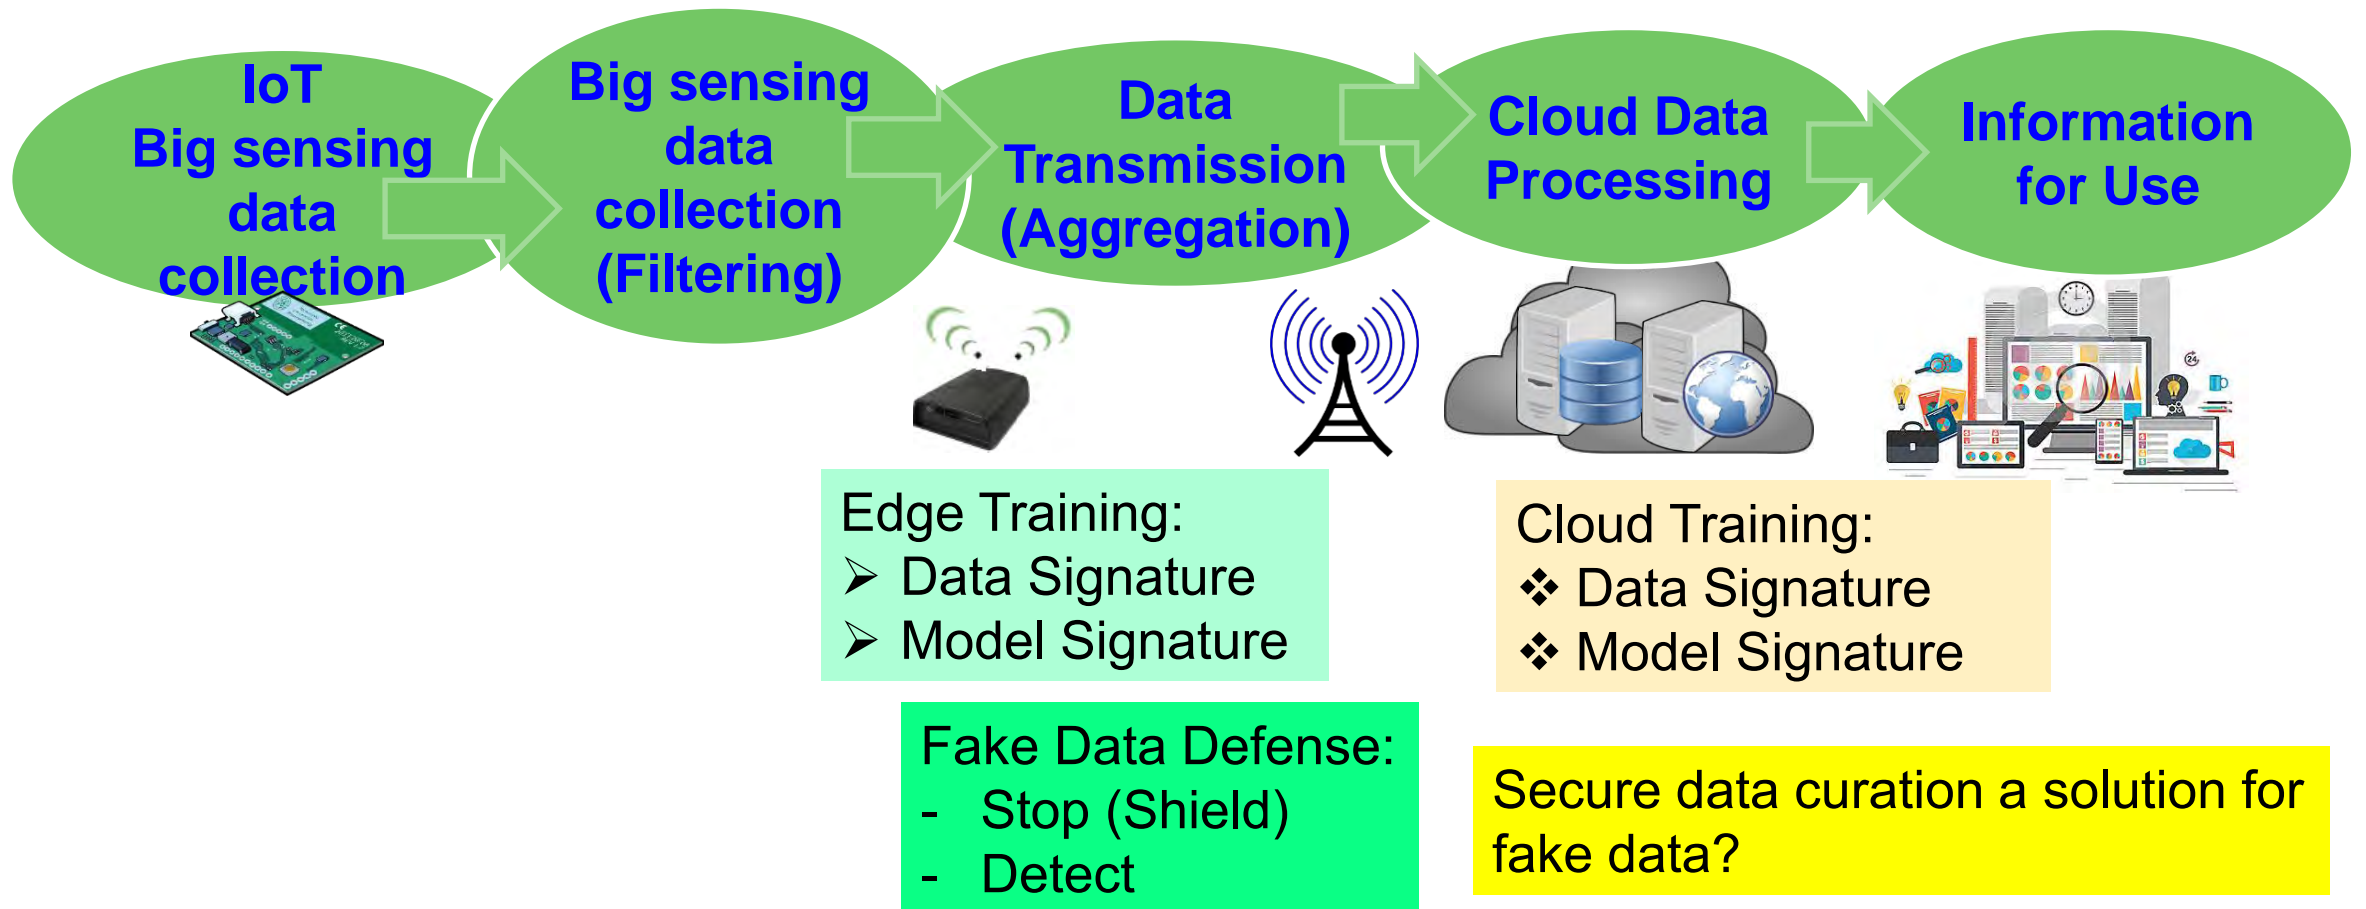 IoT
Big sensing
data
collection
Big sensing
data
collection
(Filtering)
Data
Transmission
(Aggregation)
Cloud Data
Processing
Information
for Use
24
Edge Training:
➢ Data Signature
➢ Model Signature
Cloud Training:
❖ Data Signature
❖ Model Signature
Fake Data Defense:
- Stop (Shield)
- Detect
Secure data curation a solution for
fake data?